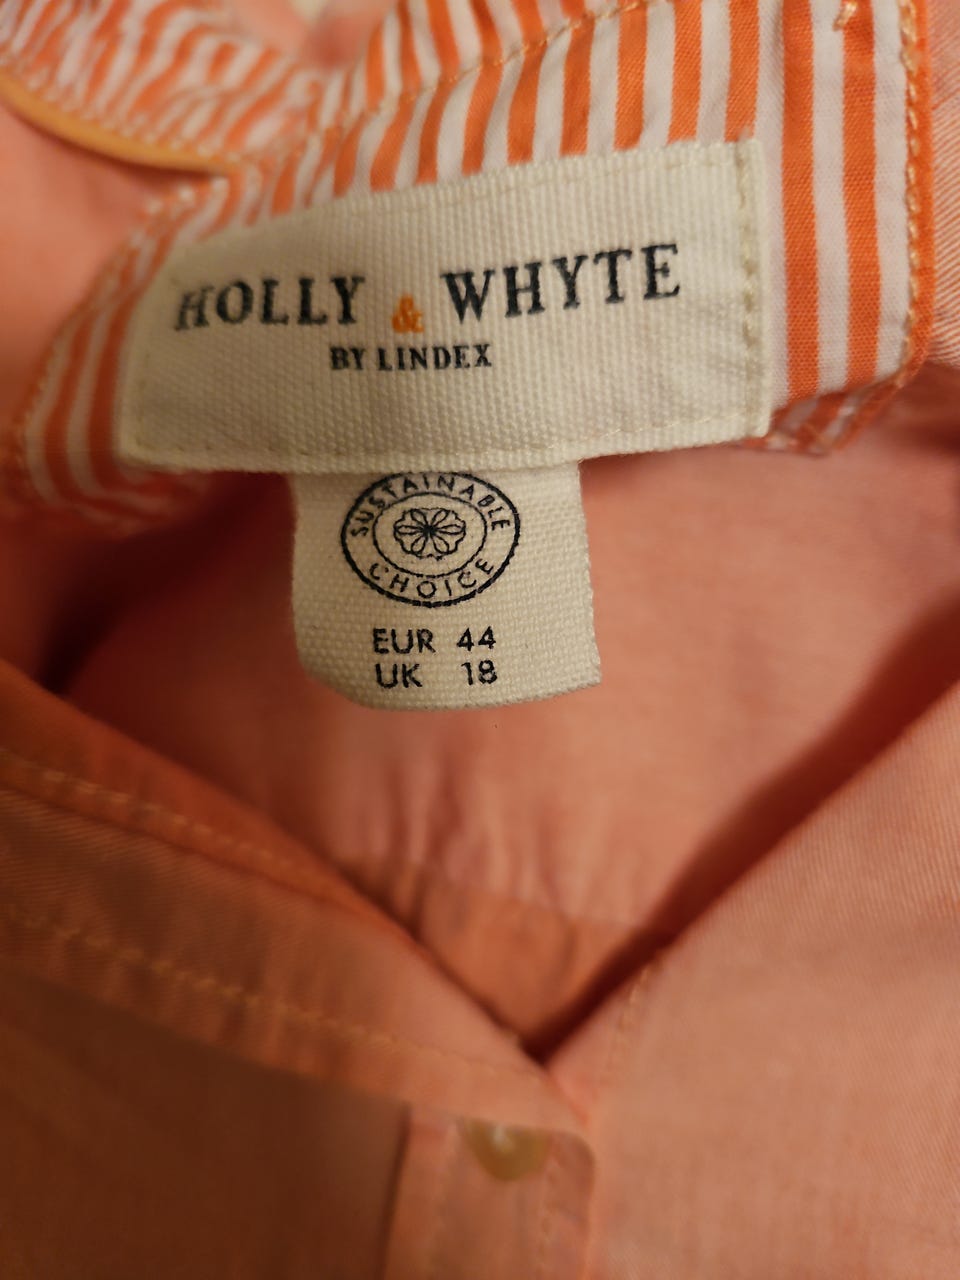 HOLLY & WHYTE
BY LINDEX
SUSTAINABLE
CHOICE
EUR 44
UK 18